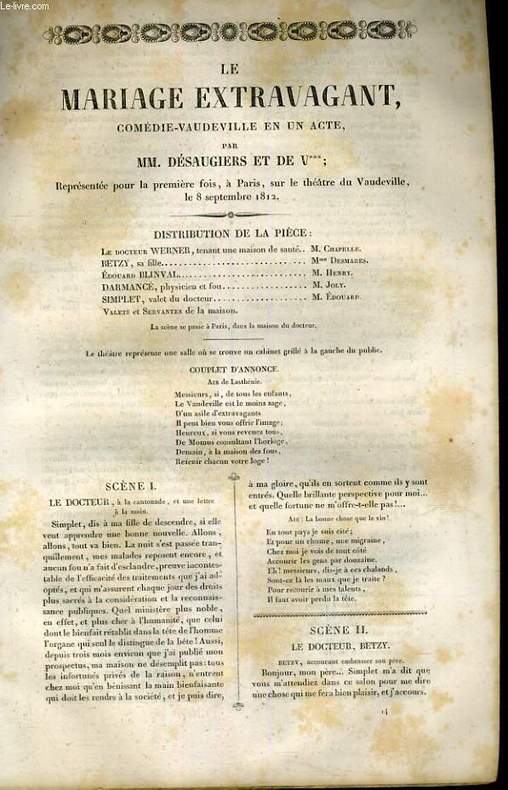 Le-livre.com
LE
MARIAGE EXTRAVAGANT,
COMÉDIE-VAUDEVILLE EN UN ACTE,
PAR
MM. DÉSAUGIERS ET DE V***;
Représentée pour la première fois, à Paris, sur le théâtre du Vaudeville,
le 8 septembre 1812.
DISTRIBUTION DE LA PIÈCE:
LE DOCTEUR WERNER, tenant une maison de santé.. M. CHAPELLE.
BETZY, sa fille........................ Mme DESMARES.
ÉDOUARD BLINVAL...................... M. HENRY.
DARMANCÉ, physicien et fou................ M. JOLY.
SIMPLET, valet du docteur................. M. ÉDOUARD.
VALETS et SERVANTES de la maison.
La scène se passe à Paris, dans la maison du docteur.
Le théâtre représente une salle où se trouve un cabinet grillé à la gauche du public.
COUPLET D'ANNONCE.
AIR de Lasthénie.
Messieurs, si, de tous les enfants,
Le Vaudeville est le moins sage,
D'un asile d'extravagants
Il peut bien vous offrir l'image;
Heureux, si vous revenez tous,
De Momus consultant l'horloge,
Demain, à la maison des fous,
Retenir chacun votre loge!
SCÈNE I.
LE DOCTEUR, à la cantonade, et une lettre
à la main.
Simplet, dis à ma fille de descendre, si elle
veut apprendre une bonne nouvelle. Allons,
allons, tout va bien. La nuit s'est passée tran-
quillement, mes malades reposent encore, et
aucun fou n'a fait d'esclandre, preuve incontes-
table de l'efficacité des traitements que j'ai ad-
optés, et qui m'assurent chaque jour des droits
plus sacrés à la considération et la reconnais-
sance publiques. Quel ministère plus noble,
en effet, et plus cher à l'humanité, que celui
dont le bienfait rétablit dans la tête de l'homme
l'organe qui seul le distingue de la bête! Aussi,
depuis trois mois environ que j'ai publié mon
prospectus, ma maison ne désemplit pas: tous
les infortunés privés de la raison, n'entrent
chez moi qu'en bénissant la main bienfaisante
qui doit les rendre à la société, et je puis dire,
à ma gloire, qu'ils en sortent comme ils y sont
entrés. Quelle brillante perspective pour moi...
et quelle fortune ne m'offre-t-elle pas!...
AIR: La bonne chose que le vin!
En tout pays je suis cité;
Et pour un rhume, une migraine,
Chez moi je vois de tout côté
Accourir les gens par douzaine.
Eh! messieurs, dis-je à ces chalands,
Sont-ce là les maux que je traite?
Pour recourir à mes talents,
Il faut avoir perdu la tête.
SCÈNE II.
LE DOCTEUR, BETZY.
BETZY, accourant embrasser son père.
Bonjour, mon père... Simplet m'a dit que
vous m'attendiez dans ce salon pour me dire
une chose qui me fera bien plaisir, et j'accours.
14